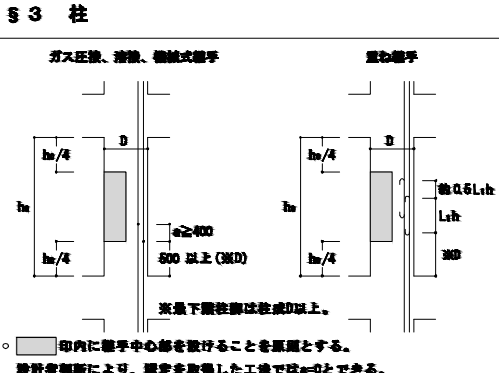 §3 柱
ガス圧接、溶接、機械式継手
重ね継手
D
D
h₀/4
h₀/4
h₀
h₀
約0.5L₁h
L₁h
a≧400
500 以上(※D)
※D
h₀/4
h₀/4
※最下階柱脚は柱成D以上。
。 印内に継手中心部を設けることを原則とする。
設計者判断により、認定を取得した工法ではa=0とできる。